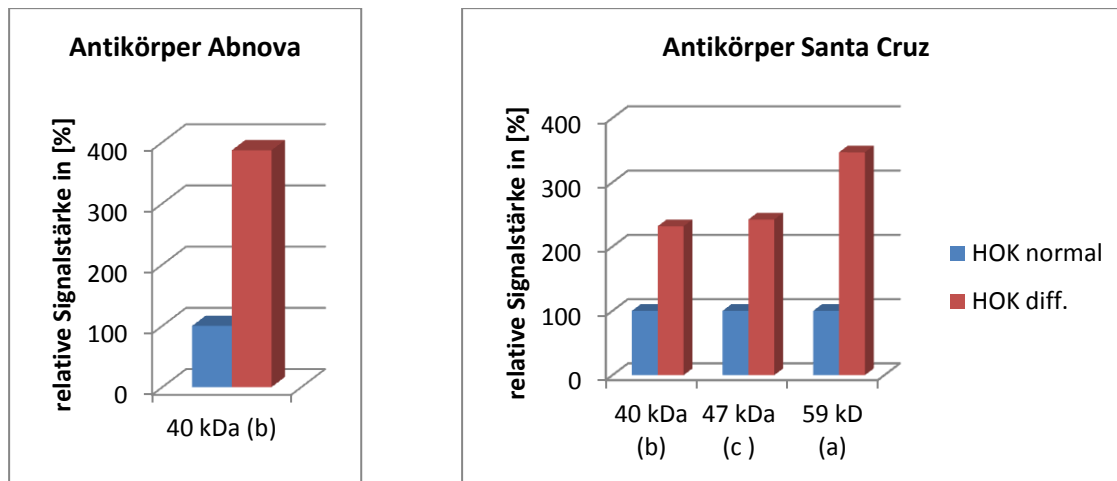 Antikörper Abnova
relative Signalstärke in [%]
400
300
200
100
0
40 kDa (b)
Antikörper Santa Cruz
relative Signalstärke in [%]
400
300
200
100
0
40 kDa
(b)
47 kDa
(c )
59 kD
(a)
HOK normal
HOK diff.